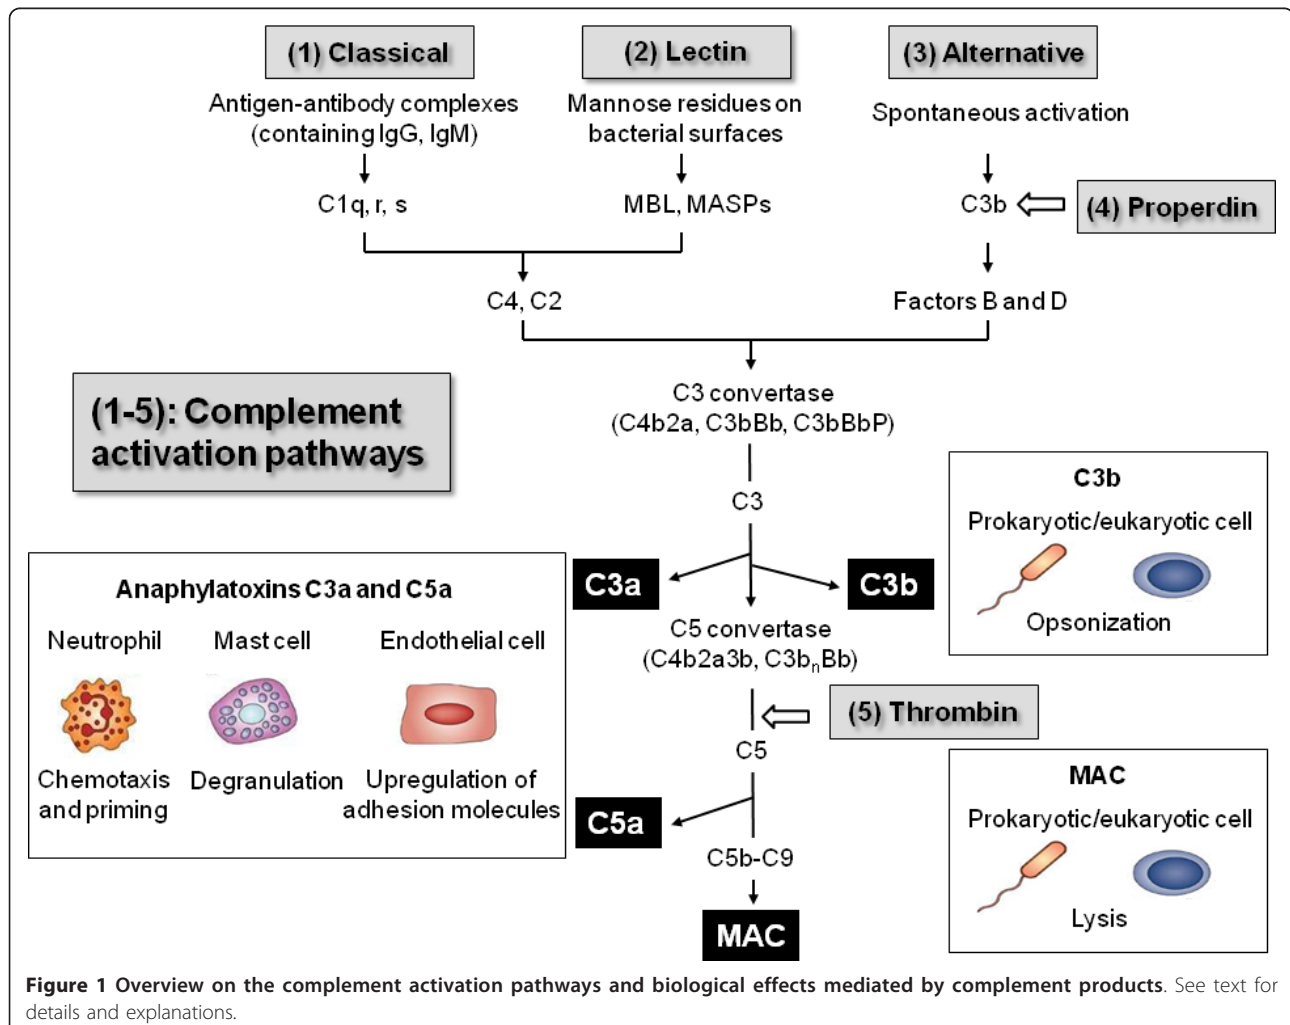 (1) Classical
(2) Lectin
(3) Alternative
Antigen-antibody complexes
(containing IgG, IgM)
Mannose residues on
bacterial surfaces
Spontaneous activation
C1q, r, s
MBL, MASPs
C3b
(4) Properdin
C4, C2
Factors B and D
(1-5): Complement
activation pathways
C3 convertase
(C4b2a, C3bBb, C3bBbP)
C3
C3a
C3b
C5 convertase
(C4b2a3b, C3bnBb)
(5) Thrombin
C5
C5a
C5b-C9
MAC
Anaphylatoxins C3a and C5a
Neutrophil
Mast cell
Endothelial cell
Chemotaxis
and priming
Degranulation
Upregulation of
adhesion molecules
C3b
Prokaryotic/eukaryotic cell
Opsonization
MAC
Prokaryotic/eukaryotic cell
Lysis
Figure 1 Overview on the complement activation pathways and biological effects mediated by complement products. See text for
details and explanations.